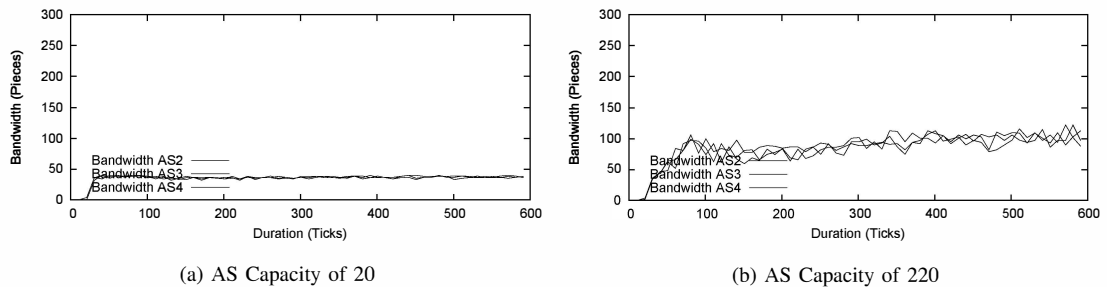 300
250
200
150
100
50
0
Bandwidth (Pieces)
Bandwidth AS2
Bandwidth AS3
Bandwidth AS4
0 100 200 300 400 500 600
Duration (Ticks)
(a) AS Capacity of 20
300
250
200
150
100
50
0
Bandwidth (Pieces)
Bandwidth AS2
Bandwidth AS3
Bandwidth AS4
0 100 200 300 400 500 600
Duration (Ticks)
(b) AS Capacity of 220